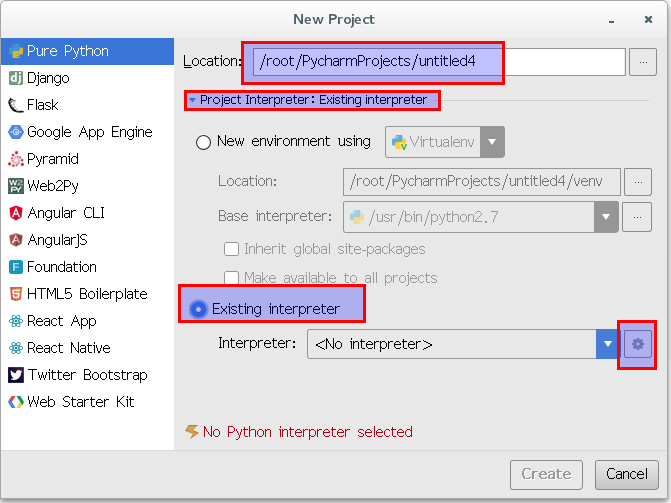 New Project
Pure Python
Django
Flask
Google App Engine
Pyramid
Web2Py
Angular CLI
AngularJS
Foundation
HTML5 Boilerplate
React App
React Native
Twitter Bootstrap
Web Starter Kit
Location: /root/PycharmProjects/untitled4 ...
Project Interpreter: Existing interpreter
New environment using Virtualenv
Location: /root/PycharmProjects/untitled4/venv ...
Base interpreter: /usr/bin/python2.7 ...
Inherit global site-packages
Make available to all projects
Existing interpreter
Interpreter: <No interpreter>
No Python interpreter selected
Create Cancel